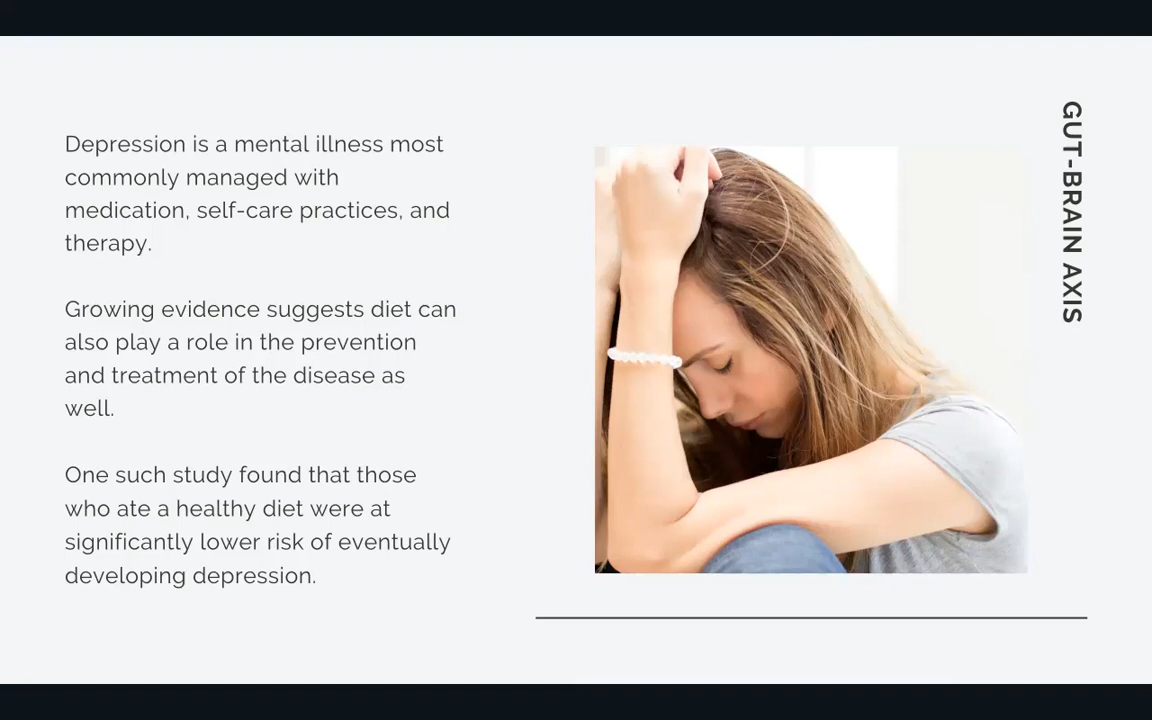 Depression is a mental illness most
commonly managed with
medication, self-care practices, and
therapy.
Growing evidence suggests diet can
also play a role in the prevention
and treatment of the disease as
well.
One such study found that those
who ate a healthy diet were at
significantly lower risk of eventually
developing depression.
GUT-BRAIN AXIS